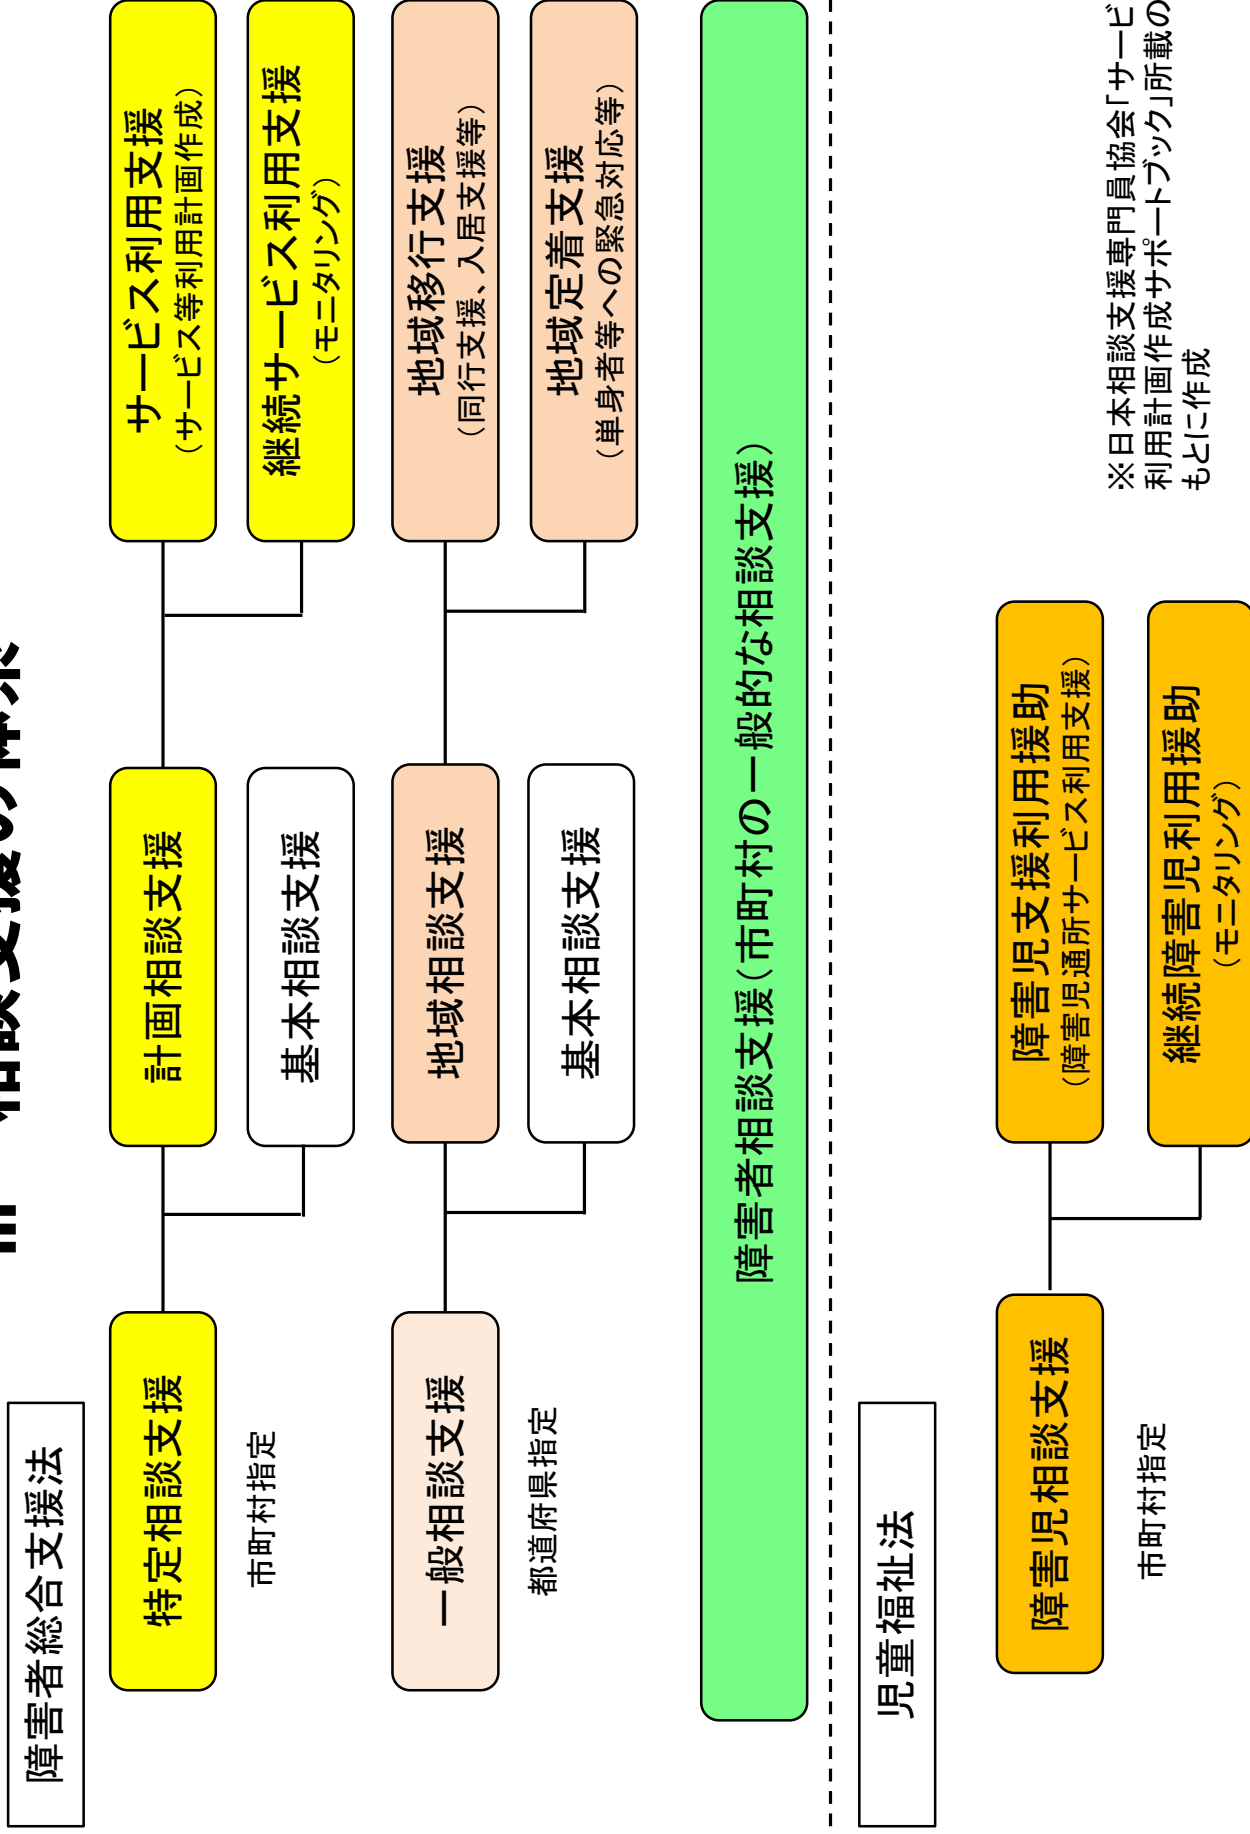 相談支援の体系
障害者総合支援法
特定相談支援
市町村指定
計画相談支援
基本相談支援
サービス利用支援
（サービス等利用計画作成）
継続サービス利用支援
（モニタリング）
一般相談支援
都道府県指定
地域相談支援
基本相談支援
地域移行支援
（同行支援、入居支援等）
地域定着支援
（単身者等への緊急対応等）
障害者相談支援（市町村の一般的な相談支援）
児童福祉法
障害児相談支援
市町村指定
障害児支援利用援助
（障害児通所サービス利用支援）
継続障害児利用援助
（モニタリング）
※日本相談支援専門員協会「サービ
利用計画作成サポートブック」所載の
もとに作成